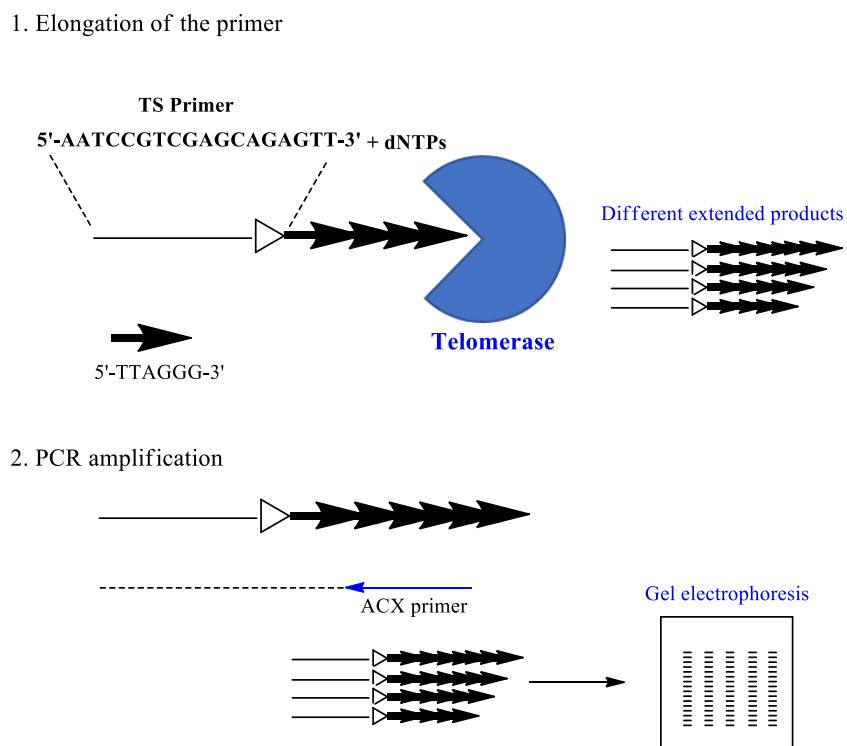 1. Elongation of the primer
TS Primer
5'-AATCCGTCGAGCAGAGTT-3' + dNTPs
Different extended products
Telomerase
5'-TTAGGG-3'
2. PCR amplification
ACX primer
Gel electrophoresis